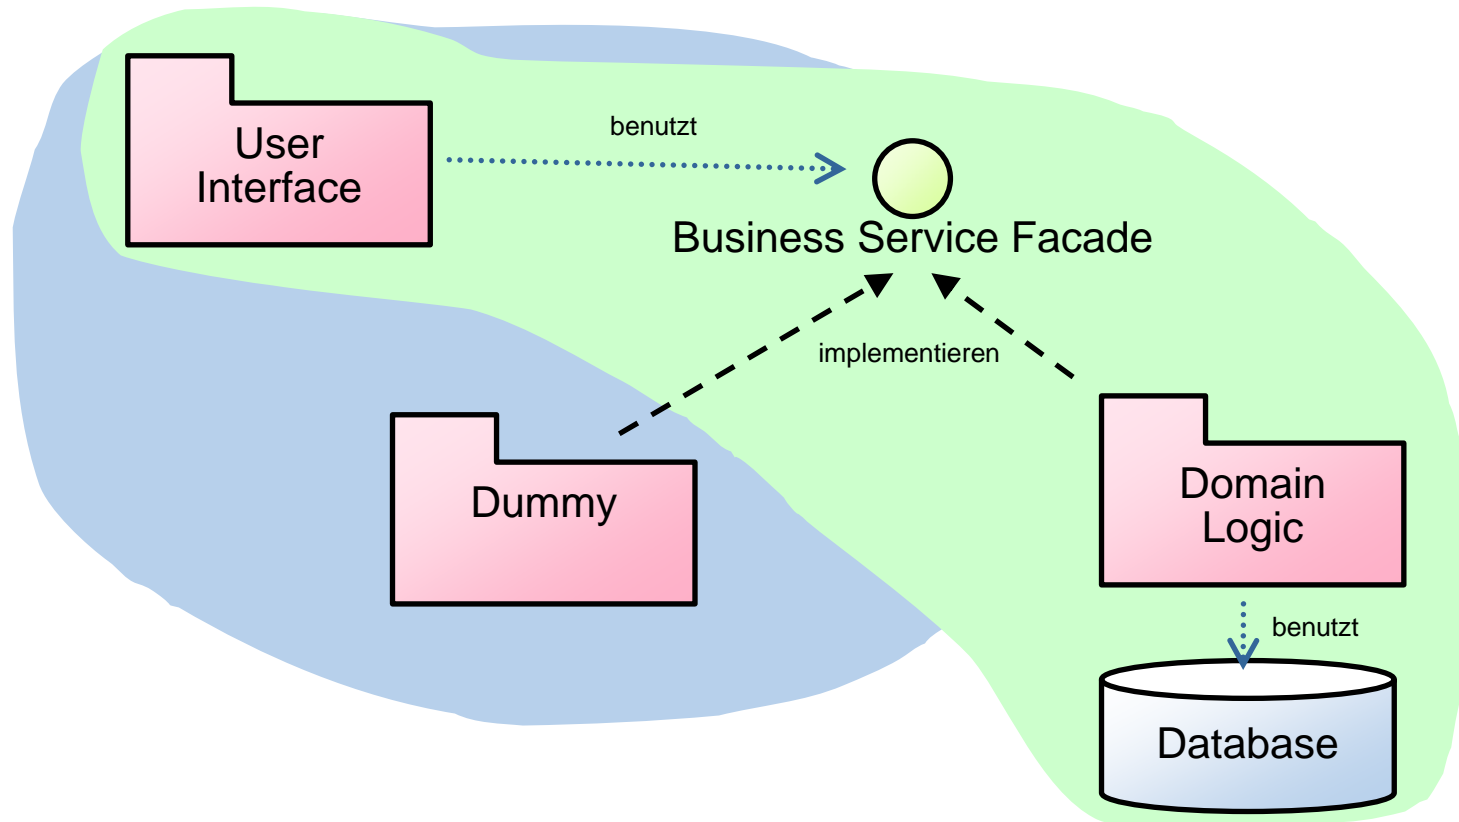 User
Interface
benutzt
Business Service Facade
implementieren
Dummy
Domain
Logic
benutzt
Database